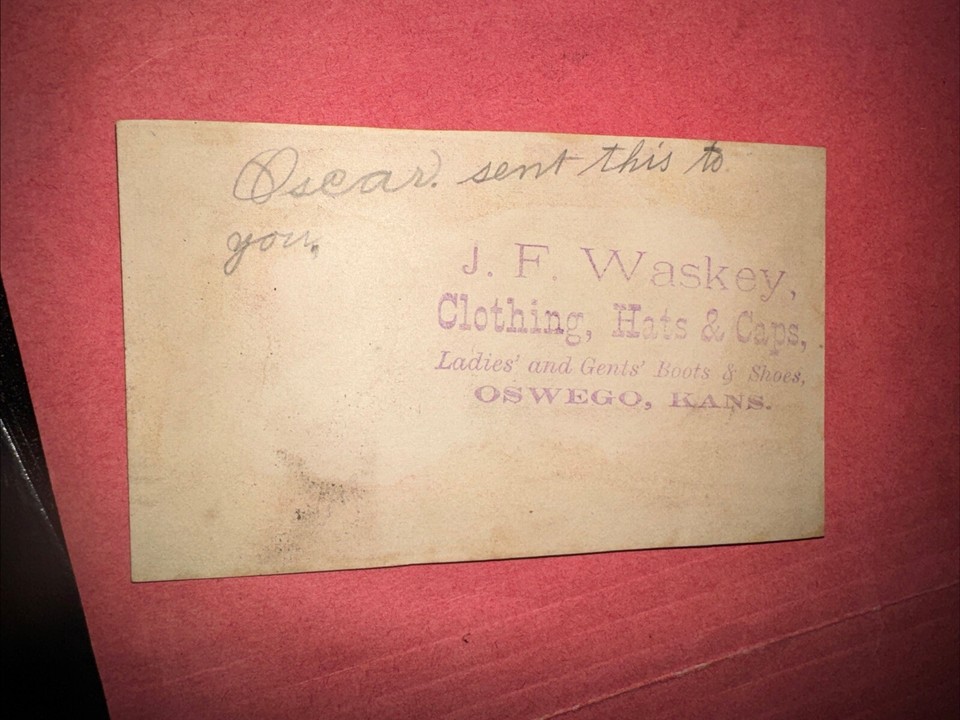 Oscar. sent this to
you,
J. F. Waskey,
Clothing, Hats & Caps,
Ladies' and Gents' Boots & Shoes,
OSWEGO, KANS.